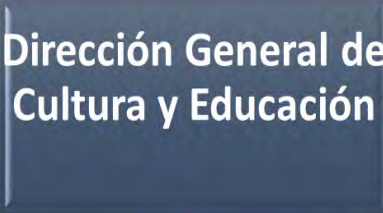 Dirección General de
Cultura y Educación